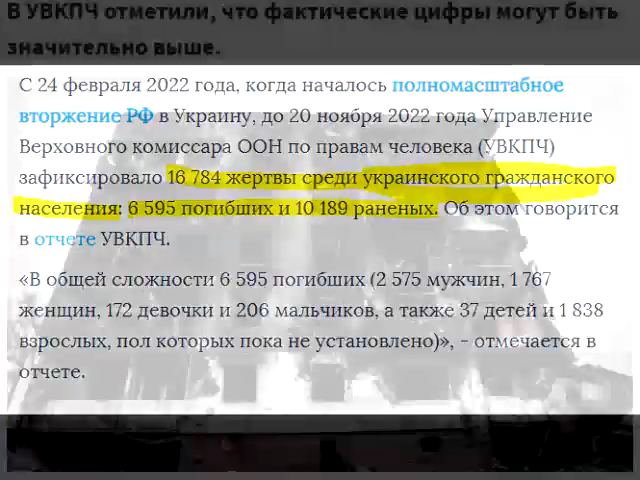 В УВКПЧ отметили, что фактические цифры могут быть
значительно выше.
С 24 февраля 2022 года, когда началось полномасштабное
вторжение РФ в Украину, до 20 ноября 2022 года Управление
Верховного комиссара ООН по правам человека (УВКПЧ)
зафиксировало 16 784 жертвы среди украинского гражданского
населения: 6 595 погибших и 10 189 раненых. Об этом говорится
в отчете УВКПЧ.
«В общей сложности 6 595 погибших (2 575 мужчин, 1 767
женщин, 172 девочки и 206 мальчиков, а также 37 детей и 1 838
взрослых, пол которых пока не установлено)», - отмечается в
отчете.